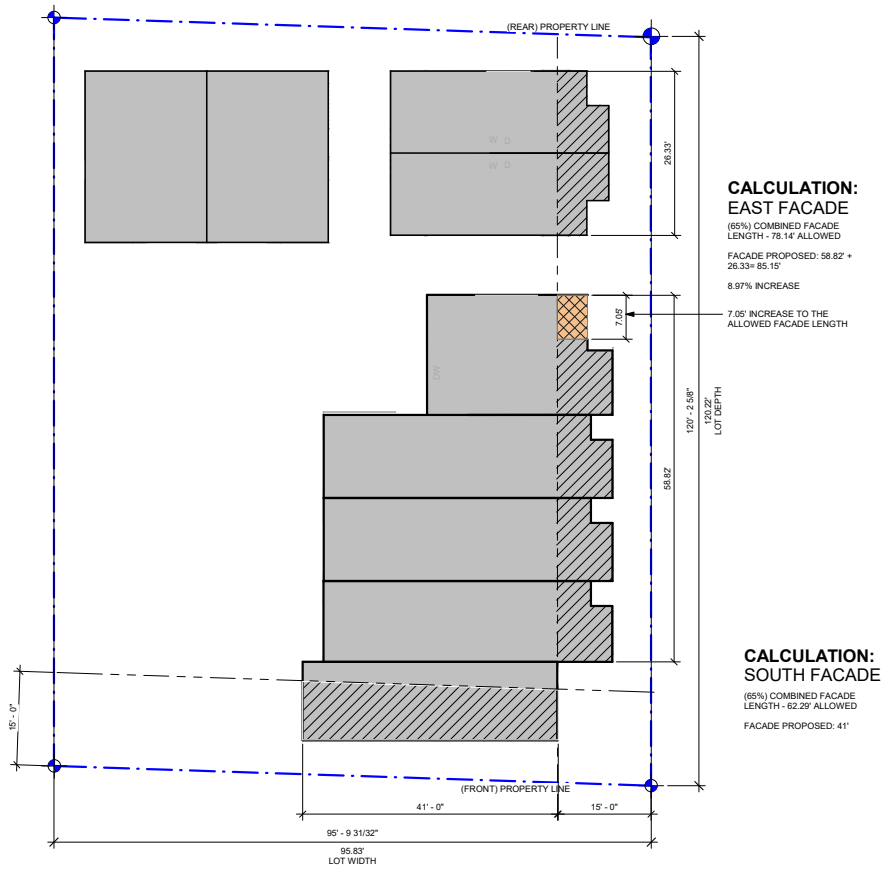 (REAR) PROPERTY LINE
W D
W D
26.33'
CALCULATION:
EAST FACADE
(65%) COMBINED FACADE
LENGTH - 78.14' ALLOWED
FACADE PROPOSED: 58.82' +
26.33= 85.15'
8.97% INCREASE
7.05'
7.05' INCREASE TO THE
ALLOWED FACADE LENGTH
DW
120' - 2 5/8"
120.22'
LOT DEPTH
58.82'
CALCULATION:
SOUTH FACADE
(65%) COMBINED FACADE
LENGTH - 62.29' ALLOWED
FACADE PROPOSED: 41'
15' - 0"
(FRONT) PROPERTY LINE
41' - 0"
15' - 0"
95' - 9 31/32"
95.83'
LOT WIDTH